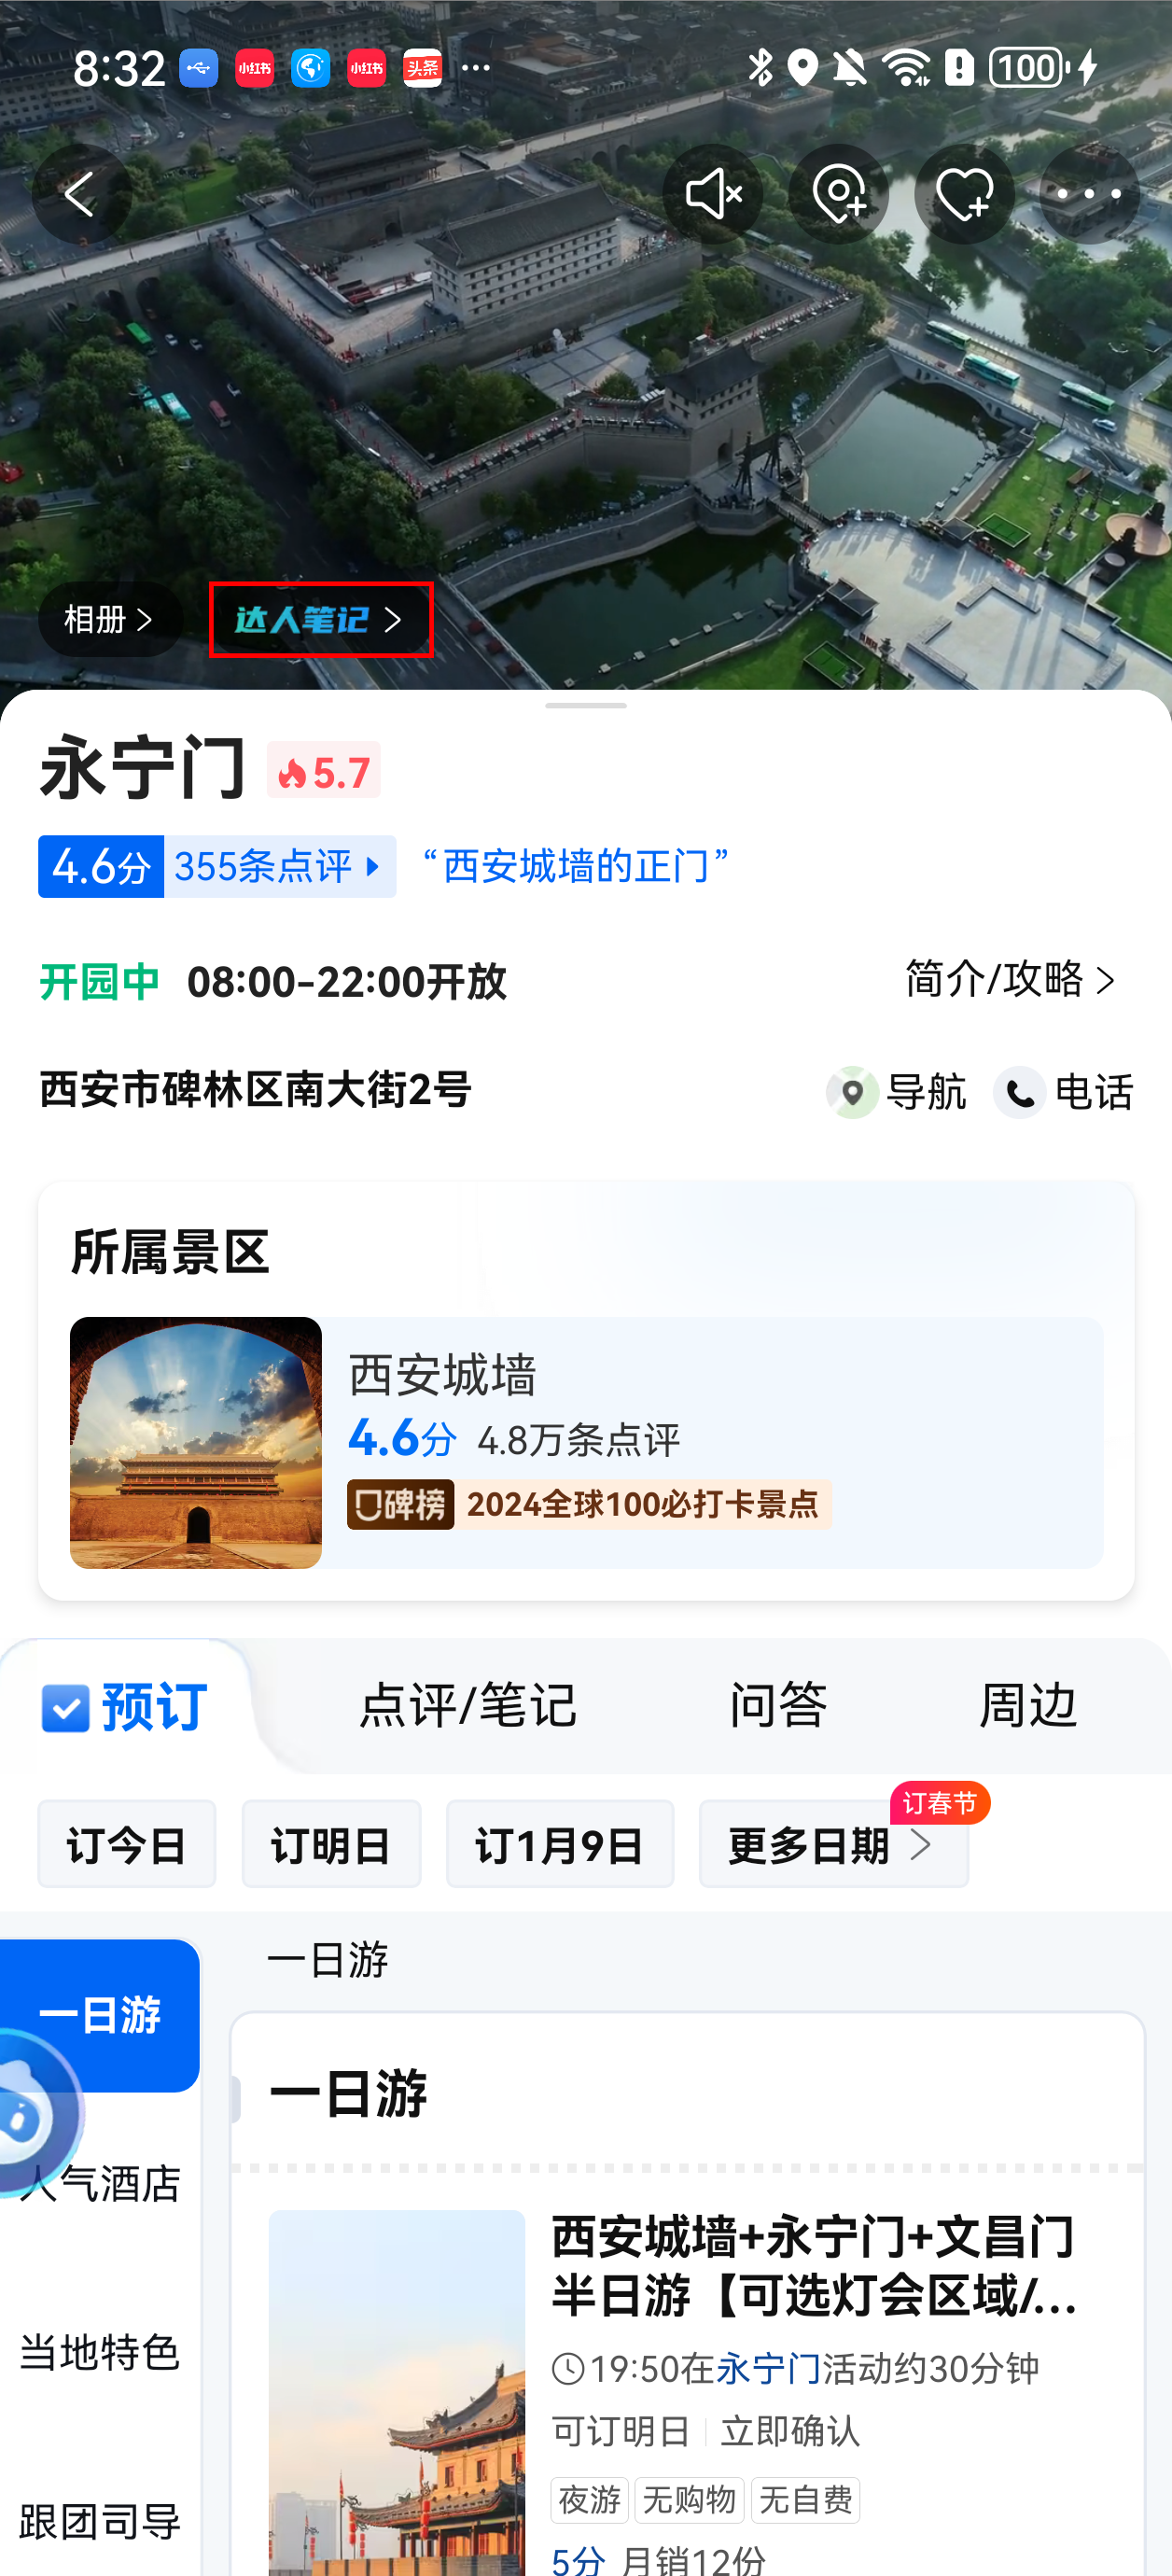 8:32 小红书 小红书 头条 ... 100
相册 达人笔记
永宁门 5.7
4.6分 355条点评 “西安城墙的正门”
开园中 08:00-22:00开放 简介/攻略
西安市碑林区南大街2号 导航 电话
所属景区
西安城墙
4.6分 4.8万条点评
口碑榜 2024全球100必打卡景点
预订 点评/笔记 问答 周边
订春节
订今日 订明日 订1月9日 更多日期
一日游
一日游
人气酒店
当地特色
跟团司导
一日游
西安城墙+永宁门+文昌门
半日游【可选灯会区域/...
19:50在永宁门活动约30分钟
可订明日 立即确认
夜游 无购物 无自费
5分 月销12份